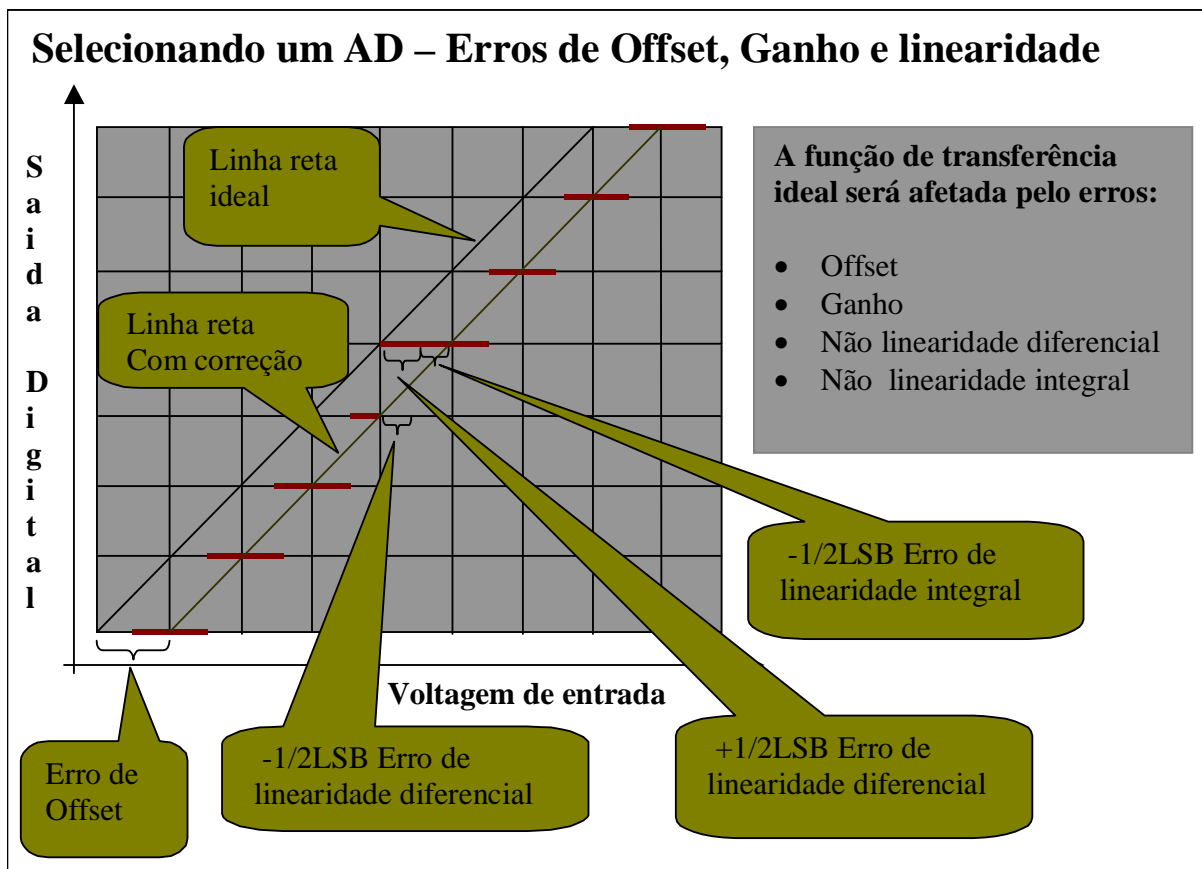 Selecionando um AD – Erros de Offset, Ganho e linearidade
Saida Digital
Linha reta
ideal
Linha reta
Com correção
A função de transferência
ideal será afetada pelo erros:
• Offset
• Ganho
• Não linearidade diferencial
• Não linearidade integral
-1/2LSB Erro de
linearidade integral
Voltagem de entrada
Erro de
Offset
-1/2LSB Erro de
linearidade diferencial
+1/2LSB Erro de
linearidade diferencial